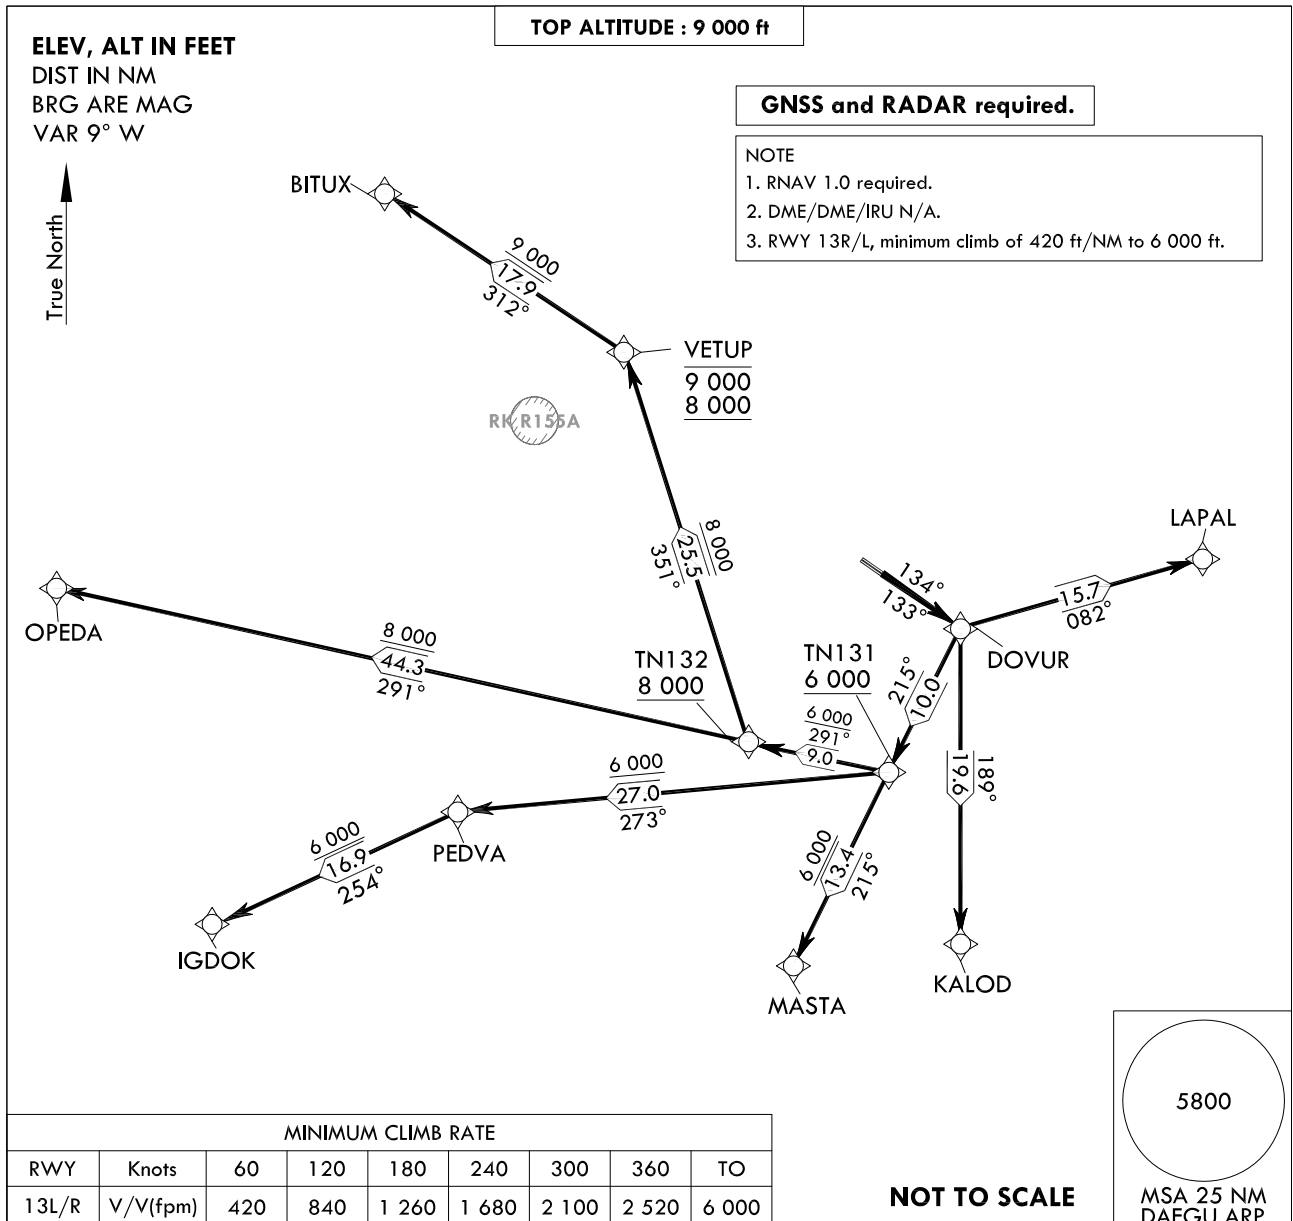 TOP ALTITUDE : 9 000 ft
ELEV, ALT IN FEET
DIST IN NM
BRG ARE MAG
VAR 9° W
True North
GNSS and RADAR required.
NOTE
1. RNAV 1.0 required.
2. DME/DME/IRU N/A.
3. RWY 13R/L, minimum climb of 420 ft/NM to 6 000 ft.
BITUX
9 000
17.9
312°
VETUP
9 000
8 000
RK R155A
8 000
25.5
351°
LAPAL
134°
133°
15.7
082°
DOVUR
OPEDA
8 000
44.3
291°
TN132
8 000
TN131
6 000
215°
10.0
6 000
291°
9.0
189°
19.6
6 000
27.0
273°
PEDVA
6 000
16.9
254°
IGDOK
6 000
13.4
215°
MASTA
KALOD
5800
MSA 25 NM
DAEGU ARP
MINIMUM CLIMB RATE
RWY Knots 60 120 180 240 300 360 TO
13L/R V/V(fpm) 420 840 1 260 1 680 2 100 2 520 6 000
NOT TO SCALE